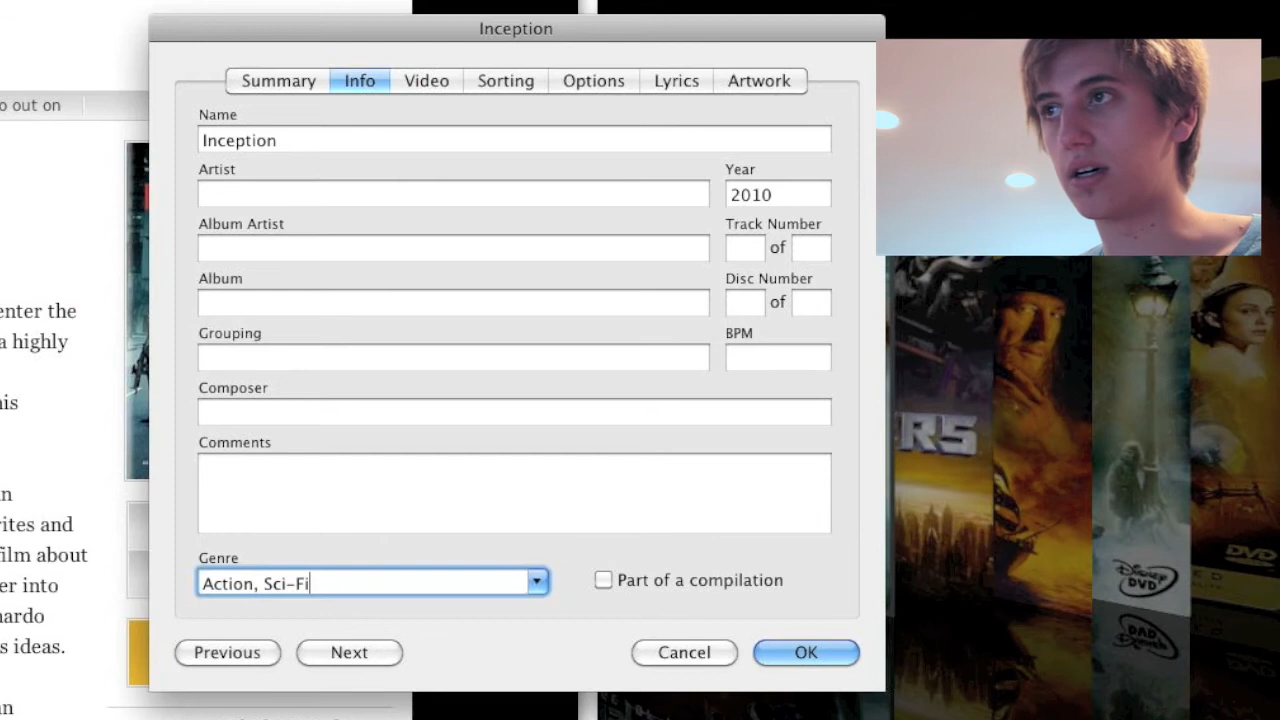 Inception
Summary Info Video Sorting Options Lyrics Artwork
Name
Inception
Artist
Year
2010
Album Artist
Track Number
of
Album
Disc Number
of
Grouping
BPM
Composer
Comments
Genre
Action, Sci-Fi
Part of a compilation
Previous Next Cancel OK
o out on
enter the
a highly
his
n
ites and
film about
er into
nardo
s ideas.
an
RS
DISNEY
DVD
DVD